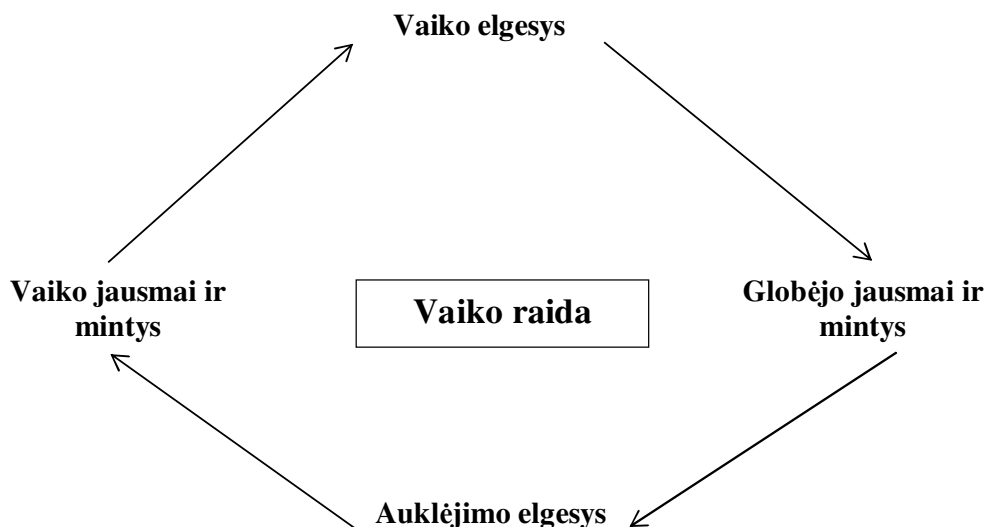 Vaiko elgesys
Vaiko jausmai ir
mintys
Vaiko raida
Globėjo jausmai ir
mintys
Auklėjimo elgesys